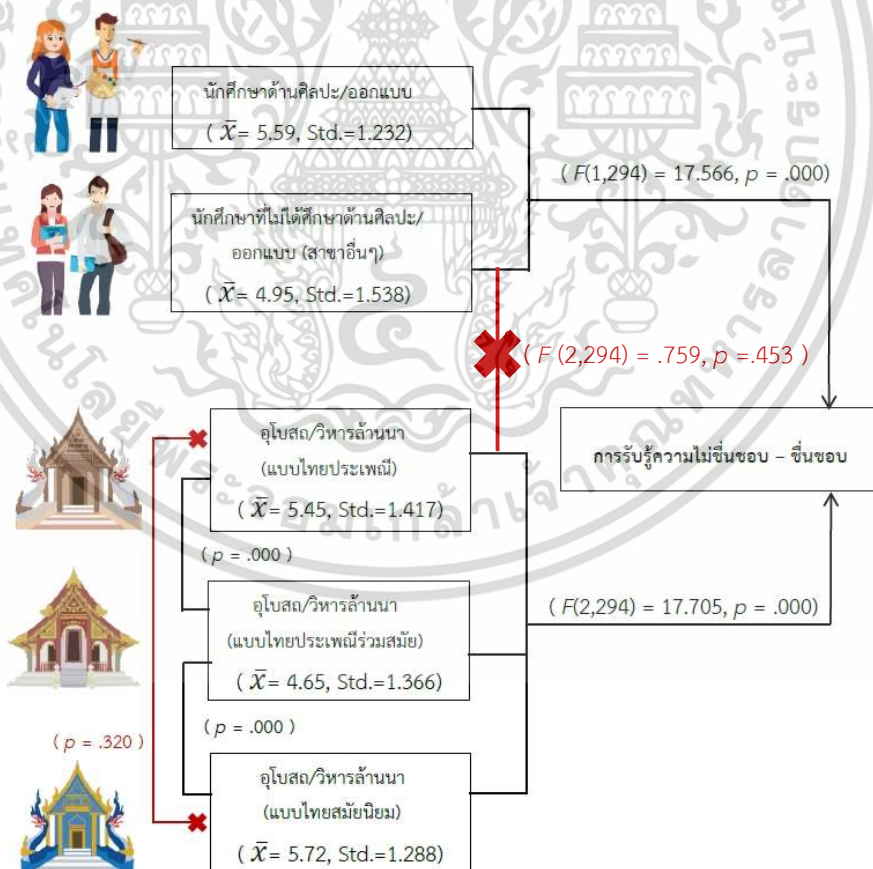 นักศึกษาด้านศิลปะ/ออกแบบ
( x̄ = 5.59, Std.=1.232)
( F(1,294) = 17.566, p = .000)
นักศึกษาที่ไม่ได้ศึกษาด้านศิลปะ/
ออกแบบ (สาขาอื่นๆ)
( x̄ = 4.95, Std.=1.538)
( F (2,294) = .759, p =.453 )
อุโบสถ/วิหารล้านนา
(แบบไทยประเพณี)
( x̄ = 5.45, Std.=1.417)
การรับรู้ความไม่ชื่นชอบ – ชื่นชอบ
( p = .000 )
อุโบสถ/วิหารล้านนา
(แบบไทยประเพณีร่วมสมัย)
( x̄ = 4.65, Std.=1.366)
( F(2,294) = 17.705, p = .000)
( p = .000 )
( p = .320 )
อุโบสถ/วิหารล้านนา
(แบบไทยสมัยนิยม)
( x̄ = 5.72, Std.=1.288)